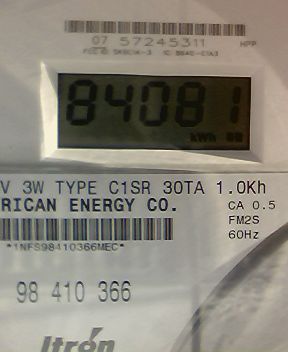 07 57245311 HPP
84081
kWh
V 3W TYPE C1SR 30TA 1.0Kh
RICAN ENERGY CO. CA 0.5
FM2S
60Hz
*1NFS98410366MEC*
98 410 366
Itrón